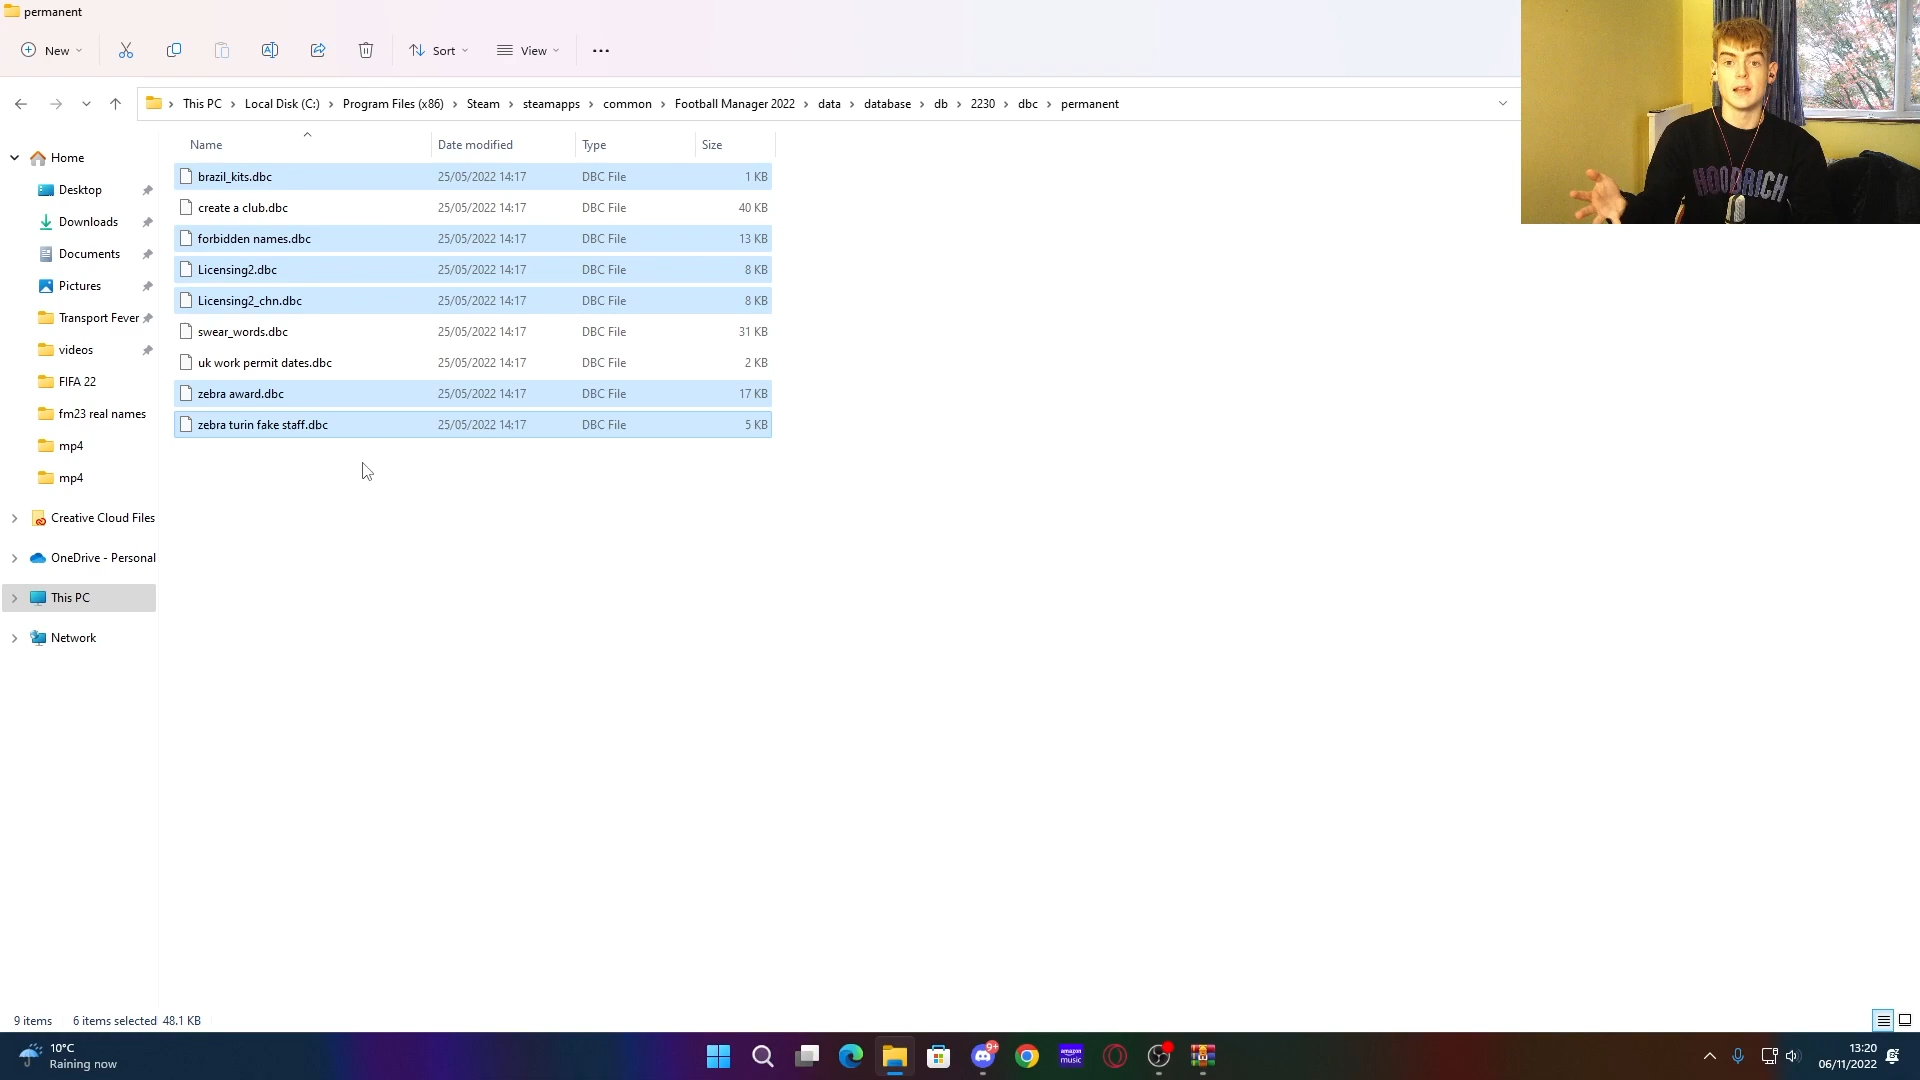 permanent
New
Sort
View
This PC > Local Disk (C:) > Program Files (x86) > Steam > steamapps > common > Football Manager 2022 > data > database > db > 2230 > dbc > permanent
Name Date modified Type Size
Home
Desktop
Downloads
Documents
Pictures
Transport Fever
videos
FIFA 22
fm23 real names
mp4
mp4
Creative Cloud Files
OneDrive - Personal
This PC
Network
brazil_kits.dbc 25/05/2022 14:17 DBC File 1 KB
create a club.dbc 25/05/2022 14:17 DBC File 40 KB
forbidden names.dbc 25/05/2022 14:17 DBC File 13 KB
Licensing2.dbc 25/05/2022 14:17 DBC File 8 KB
Licensing2_chn.dbc 25/05/2022 14:17 DBC File 8 KB
swear_words.dbc 25/05/2022 14:17 DBC File 31 KB
uk work permit dates.dbc 25/05/2022 14:17 DBC File 2 KB
zebra award.dbc 25/05/2022 14:17 DBC File 17 KB
zebra turin fake staff.dbc 25/05/2022 14:17 DBC File 5 KB
HOODRICH
9 items 6 items selected 48.1 KB
10°C
Raining now
9+
amazon
music
13:20
06/11/2022